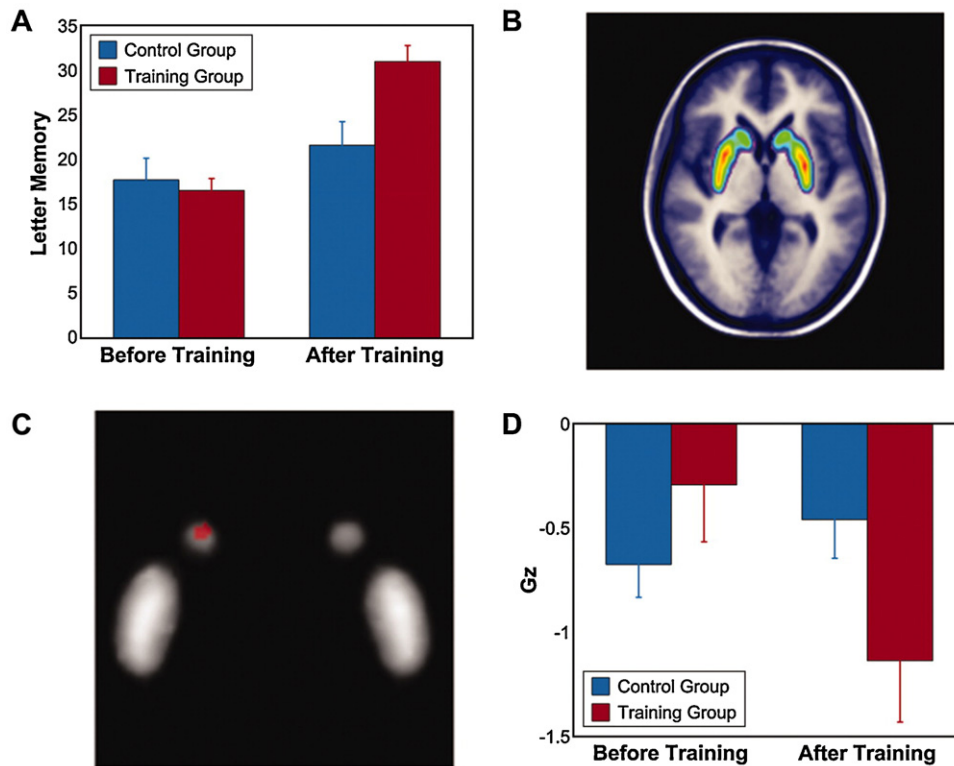 A
Letter Memory
35
30
25
20
15
10
5
0
Control Group
Training Group
Before Training
After Training
B
C
D
Gz
0
-0.5
-1
-1.5
Control Group
Training Group
Before Training
After Training